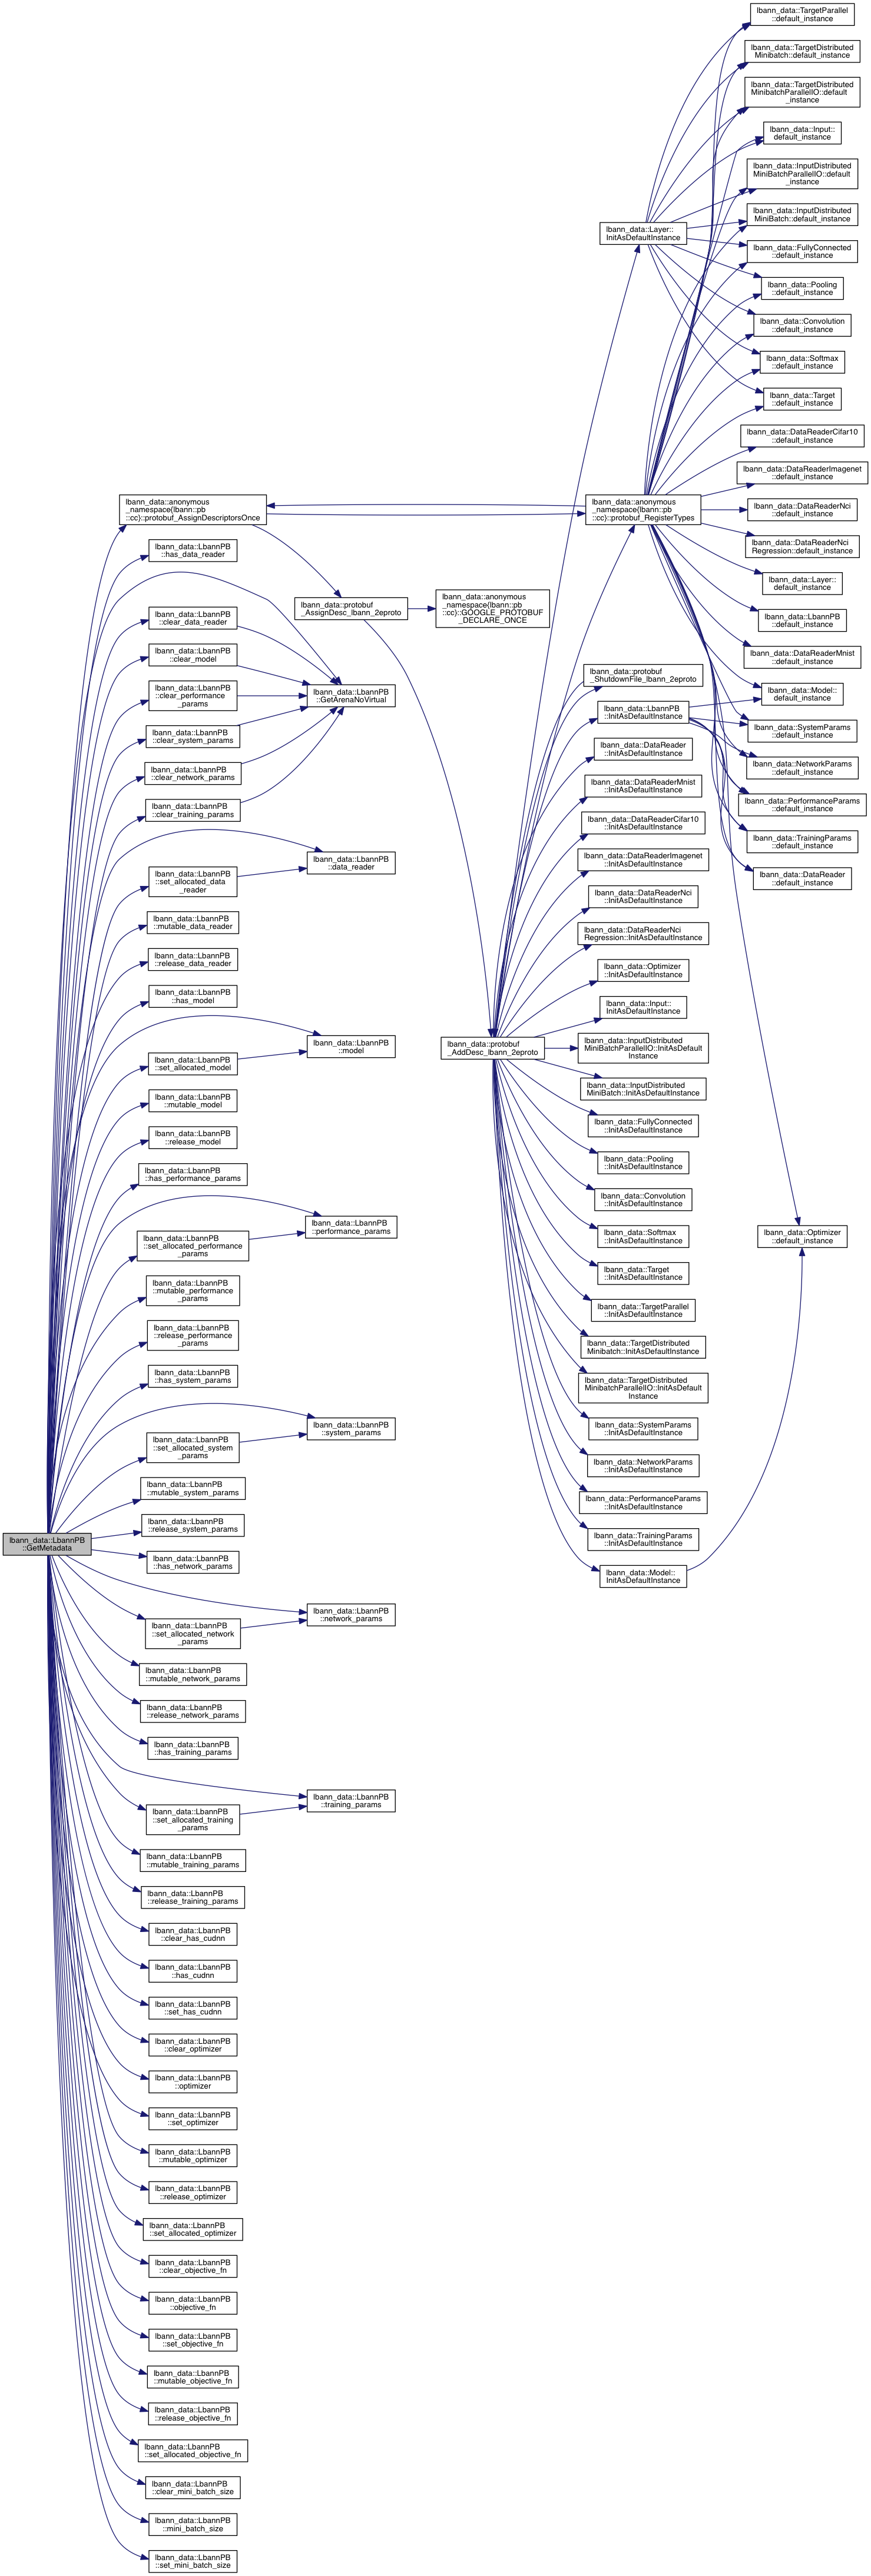 lbann_data::LbannPB
::GetMetadata
lbann_data::anonymous
_namespace{lbann::pb
::cc}::protobuf_AssignDescriptorsOnce
lbann_data::LbannPB
::has_data_reader
lbann_data::LbannPB
::clear_data_reader
lbann_data::LbannPB
::clear_model
lbann_data::LbannPB
::clear_performance
_params
lbann_data::LbannPB
::clear_system_params
lbann_data::LbannPB
::clear_network_params
lbann_data::LbannPB
::clear_training_params
lbann_data::LbannPB
::set_allocated_data
_reader
lbann_data::LbannPB
::mutable_data_reader
lbann_data::LbannPB
::release_data_reader
lbann_data::LbannPB
::has_model
lbann_data::LbannPB
::set_allocated_model
lbann_data::LbannPB
::mutable_model
lbann_data::LbannPB
::release_model
lbann_data::LbannPB
::has_performance_params
lbann_data::LbannPB
::set_allocated_performance
_params
lbann_data::LbannPB
::mutable_performance
_params
lbann_data::LbannPB
::release_performance
_params
lbann_data::LbannPB
::has_system_params
lbann_data::LbannPB
::set_allocated_system
_params
lbann_data::LbannPB
::mutable_system_params
lbann_data::LbannPB
::release_system_params
lbann_data::LbannPB
::has_network_params
lbann_data::LbannPB
::set_allocated_network
_params
lbann_data::LbannPB
::mutable_network_params
lbann_data::LbannPB
::release_network_params
lbann_data::LbannPB
::has_training_params
lbann_data::LbannPB
::set_allocated_training
_params
lbann_data::LbannPB
::mutable_training_params
lbann_data::LbannPB
::release_training_params
lbann_data::LbannPB
::clear_has_cudnn
lbann_data::LbannPB
::has_cudnn
lbann_data::LbannPB
::set_has_cudnn
lbann_data::LbannPB
::clear_optimizer
lbann_data::LbannPB
::optimizer
lbann_data::LbannPB
::set_optimizer
lbann_data::LbannPB
::mutable_optimizer
lbann_data::LbannPB
::release_optimizer
lbann_data::LbannPB
::set_allocated_optimizer
lbann_data::LbannPB
::clear_objective_fn
lbann_data::LbannPB
::objective_fn
lbann_data::LbannPB
::set_objective_fn
lbann_data::LbannPB
::mutable_objective_fn
lbann_data::LbannPB
::release_objective_fn
lbann_data::LbannPB
::set_allocated_objective_fn
lbann_data::LbannPB
::clear_mini_batch_size
lbann_data::LbannPB
::mini_batch_size
lbann_data::LbannPB
::set_mini_batch_size
lbann_data::protobuf
_AssignDesc_lbann_2eproto
lbann_data::LbannPB
::GetArenaNoVirtual
lbann_data::LbannPB
::data_reader
lbann_data::LbannPB
::model
lbann_data::LbannPB
::performance_params
lbann_data::LbannPB
::system_params
lbann_data::LbannPB
::network_params
lbann_data::LbannPB
::training_params
lbann_data::anonymous
_namespace{lbann::pb
::cc}::GOOGLE_PROTOBUF
_DECLARE_ONCE
lbann_data::protobuf
_AddDesc_lbann_2eproto
lbann_data::Layer::
InitAsDefaultInstance
lbann_data::anonymous
_namespace{lbann::pb
::cc}::protobuf_RegisterTypes
lbann_data::protobuf
_ShutdownFile_lbann_2eproto
lbann_data::LbannPB
::InitAsDefaultInstance
lbann_data::DataReader
::InitAsDefaultInstance
lbann_data::DataReaderMnist
::InitAsDefaultInstance
lbann_data::DataReaderCifar10
::InitAsDefaultInstance
lbann_data::DataReaderImagenet
::InitAsDefaultInstance
lbann_data::DataReaderNci
::InitAsDefaultInstance
lbann_data::DataReaderNci
Regression::InitAsDefaultInstance
lbann_data::Optimizer
::InitAsDefaultInstance
lbann_data::Input::
InitAsDefaultInstance
lbann_data::InputDistributed
MiniBatchParallelIO::InitAsDefault
Instance
lbann_data::InputDistributed
MiniBatch::InitAsDefaultInstance
lbann_data::FullyConnected
::InitAsDefaultInstance
lbann_data::Pooling
::InitAsDefaultInstance
lbann_data::Convolution
::InitAsDefaultInstance
lbann_data::Softmax
::InitAsDefaultInstance
lbann_data::Target
::InitAsDefaultInstance
lbann_data::TargetParallel
::InitAsDefaultInstance
lbann_data::TargetDistributed
Minibatch::InitAsDefaultInstance
lbann_data::TargetDistributed
MinibatchParallelIO::InitAsDefault
Instance
lbann_data::SystemParams
::InitAsDefaultInstance
lbann_data::NetworkParams
::InitAsDefaultInstance
lbann_data::PerformanceParams
::InitAsDefaultInstance
lbann_data::TrainingParams
::InitAsDefaultInstance
lbann_data::Model::
InitAsDefaultInstance
lbann_data::TargetParallel
::default_instance
lbann_data::TargetDistributed
Minibatch::default_instance
lbann_data::TargetDistributed
MinibatchParallelIO::default
_instance
lbann_data::Input::
default_instance
lbann_data::InputDistributed
MiniBatchParallelIO::default
_instance
lbann_data::InputDistributed
MiniBatch::default_instance
lbann_data::FullyConnected
::default_instance
lbann_data::Pooling
::default_instance
lbann_data::Convolution
::default_instance
lbann_data::Softmax
::default_instance
lbann_data::Target
::default_instance
lbann_data::DataReaderCifar10
::default_instance
lbann_data::DataReaderImagenet
::default_instance
lbann_data::DataReaderNci
::default_instance
lbann_data::DataReaderNci
Regression::default_instance
lbann_data::Layer::
default_instance
lbann_data::LbannPB
::default_instance
lbann_data::DataReaderMnist
::default_instance
lbann_data::Model::
default_instance
lbann_data::SystemParams
::default_instance
lbann_data::NetworkParams
::default_instance
lbann_data::PerformanceParams
::default_instance
lbann_data::TrainingParams
::default_instance
lbann_data::DataReader
::default_instance
lbann_data::Optimizer
::default_instance